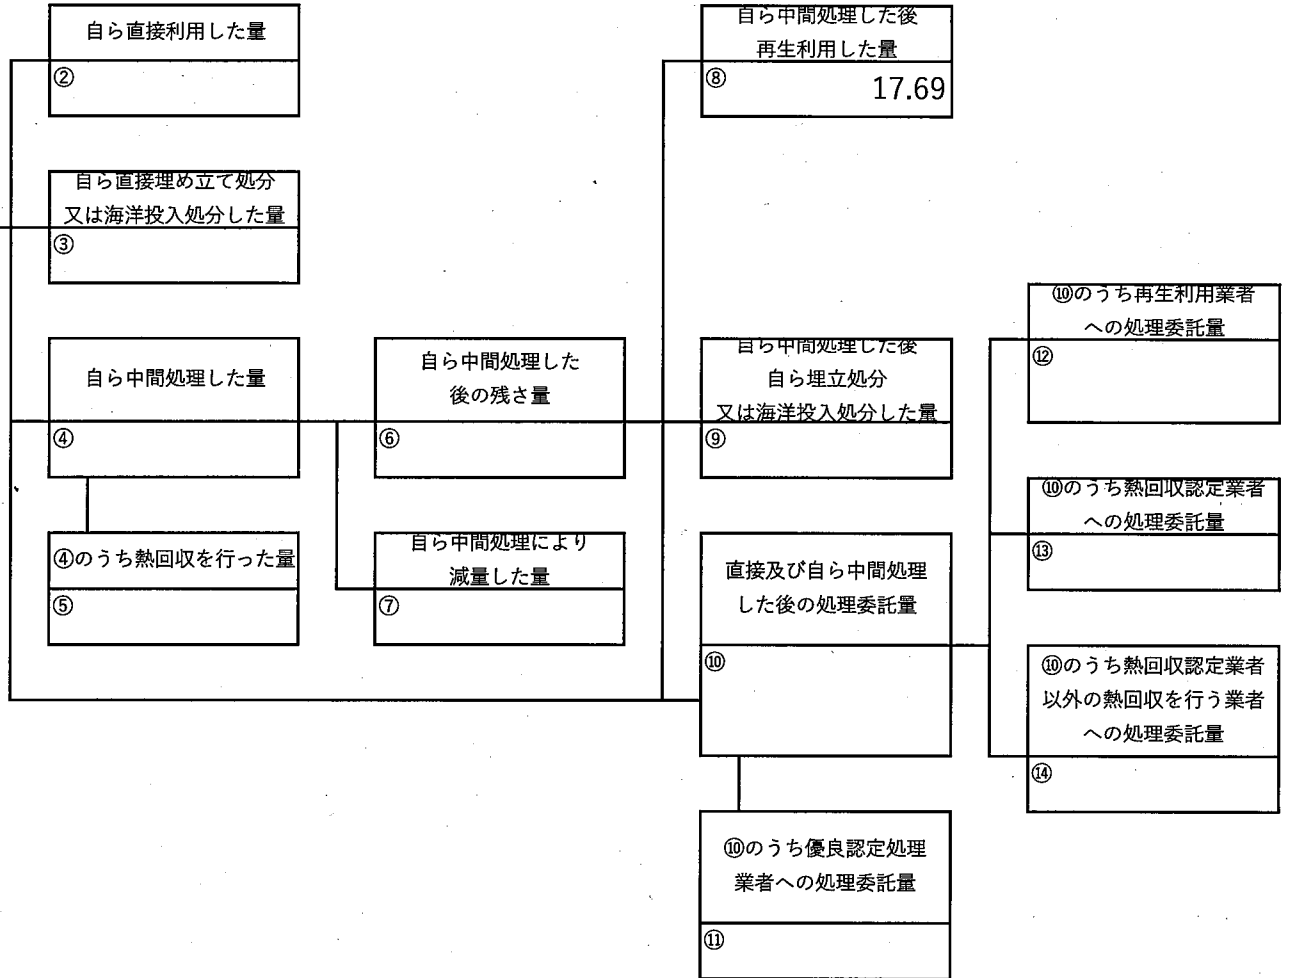 自ら直接利用した量
②
自ら中間処理した後
再生利用した量
⑧
17.69
自ら直接埋め立て処分
又は海洋投入処分した量
③
⑩のうち再生利用業者
への処理委託量
⑫
自ら中間処理した量
④
自ら中間処理した
後の残さ量
⑥
自ら中間処理した後
自ら埋立処分
又は海洋投入処分した量
⑨
⑩のうち熱回収認定業者
への処理委託量
⑬
④のうち熱回収を行った量
⑤
自ら中間処理により
減量した量
⑦
直接及び自ら中間処理
した後の処理委託量
⑩
⑩のうち熱回収認定業者
以外の熱回収を行う業者
への処理委託量
⑭
⑩のうち優良認定処理
業者への処理委託量
⑪